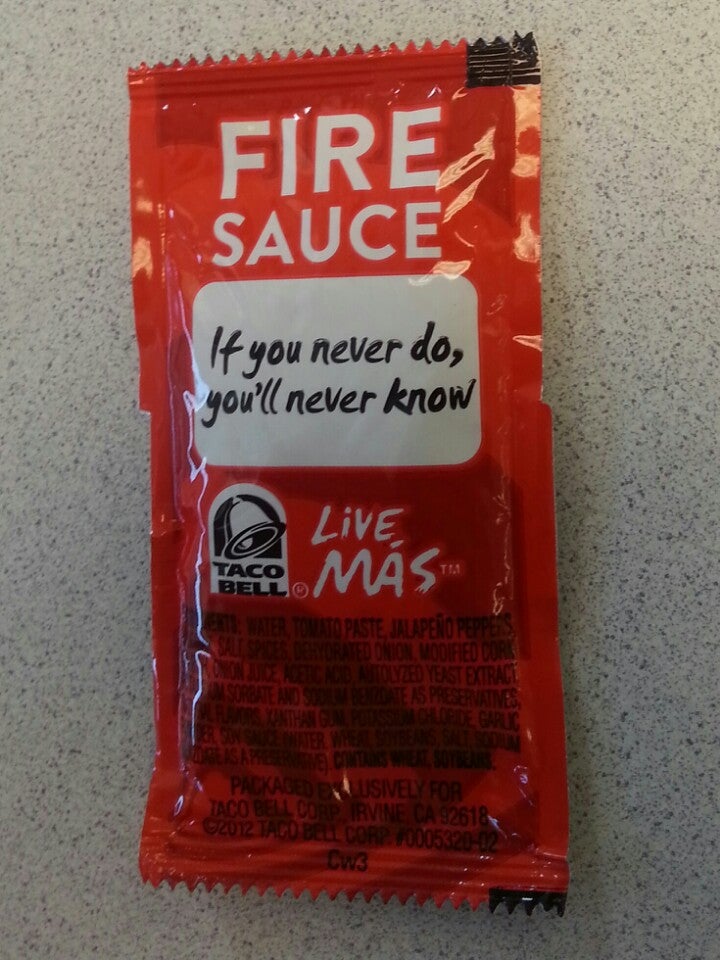 FIRE
SAUCE
If you never do,
you'll never know
TACO
BELL®
LiVE
MÁS™
WATER, TOMATO PASTE, JALAPEÑO PEPPERS,
SALT, SPICES, DEHYDRATED ONION, MODIFIED CORN
ONION JUICE, ACETIC ACID, AUTOLYZED YEAST EXTRACT,
SORBATE AND SODIUM BENZOATE AS PRESERVATIVES,
FLAVORS, XANTHAN GUM, POTASSIUM CHLORIDE, GARLIC
SOY SAUCE (WATER, WHEAT, SOYBEANS, SALT, SODIUM
AS A PRESERVATIVE). CONTAINS WHEAT, SOYBEANS.
PACKAGED EXCLUSIVELY FOR
TACO BELL CORP., IRVINE, CA 92618
©2012 TACO BELL CORP. #0005320-02
CW3